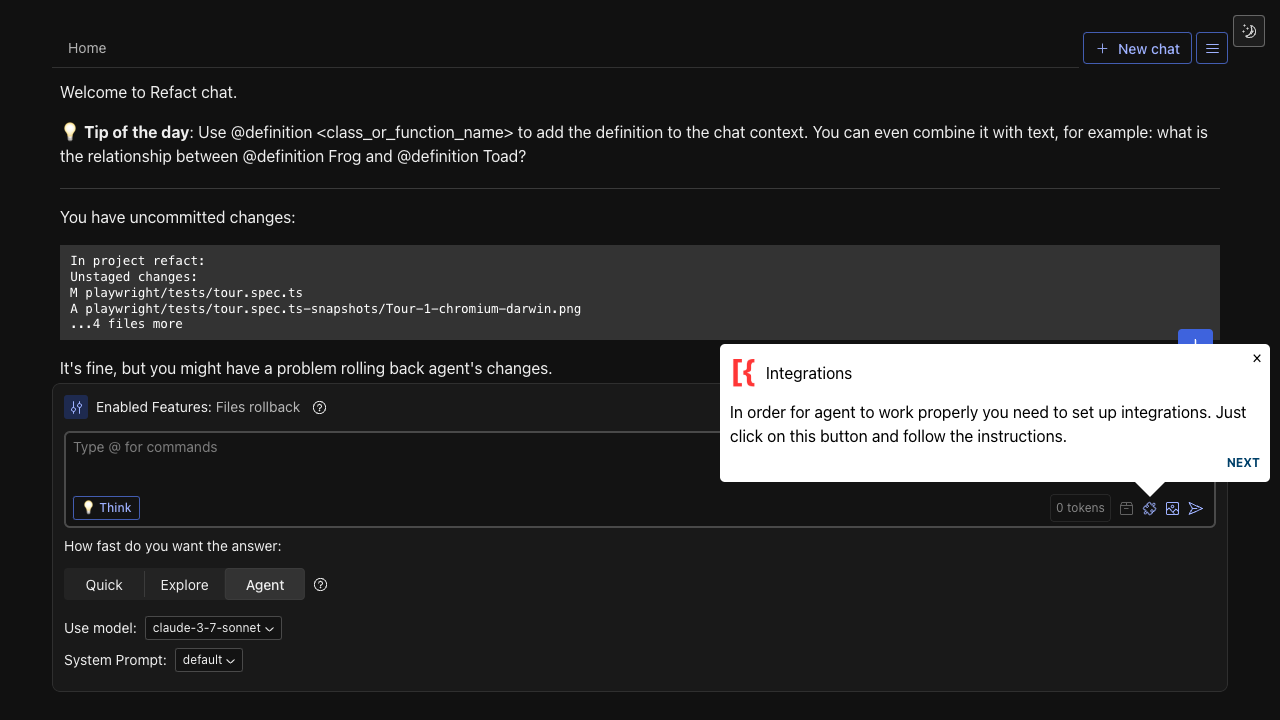 Home
New chat
Welcome to Refact chat.
💡 Tip of the day: Use @definition <class_or_function_name> to add the definition to the chat context. You can even combine it with text, for example: what is
the relationship between @definition Frog and @definition Toad?
You have uncommitted changes:
In project refact:
Unstaged changes:
M playwright/tests/tour.spec.ts
A playwright/tests/tour.spec.ts-snapshots/Tour-1-chromium-darwin.png
...4 files more
It's fine, but you might have a problem rolling back agent's changes.
Integrations
In order for agent to work properly you need to set up integrations. Just
click on this button and follow the instructions.
NEXT
Enabled Features: Files rollback
Type @ for commands
💡 Think
0 tokens
How fast do you want the answer:
Quick
Explore
Agent
Use model: claude-3-7-sonnet
System Prompt: default